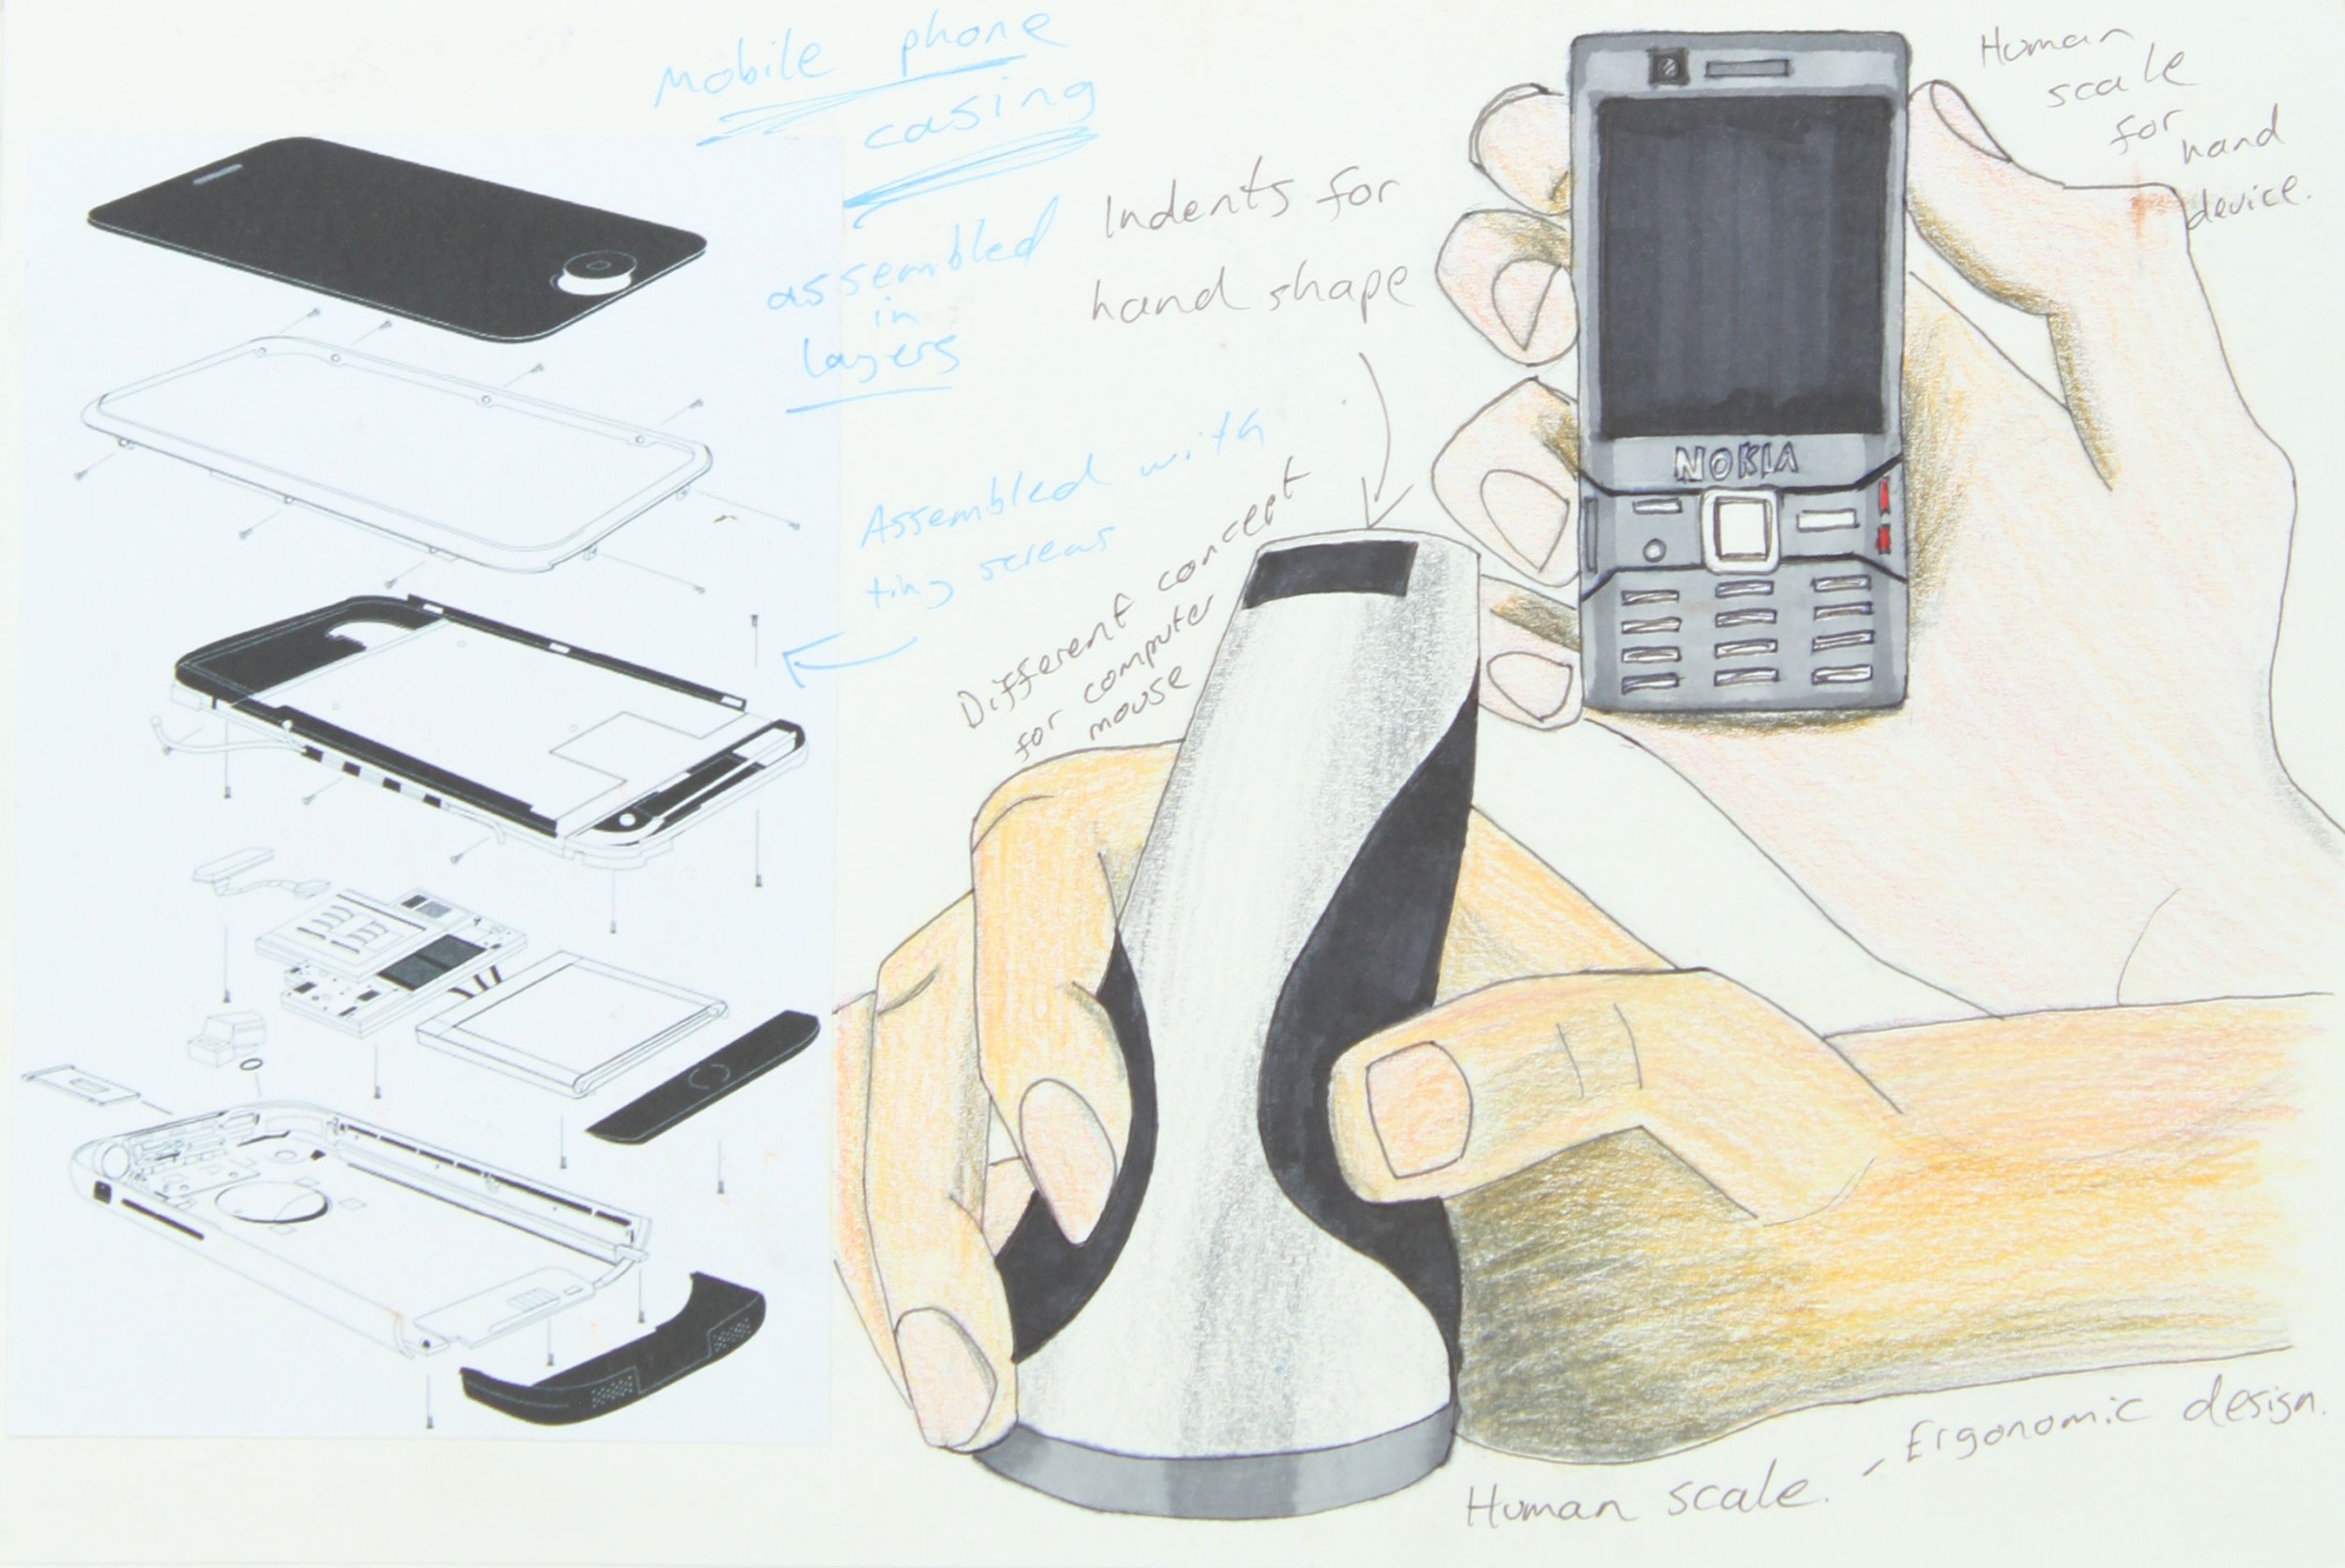 Mobile phone
casing
assembled
in
layers
Assembled with
tiny screws
Indents for
hand shape
Different concept
for computer
mouse
Human
scale
for
hand
device.
NOKIA
Human scale. - Ergonomic design.